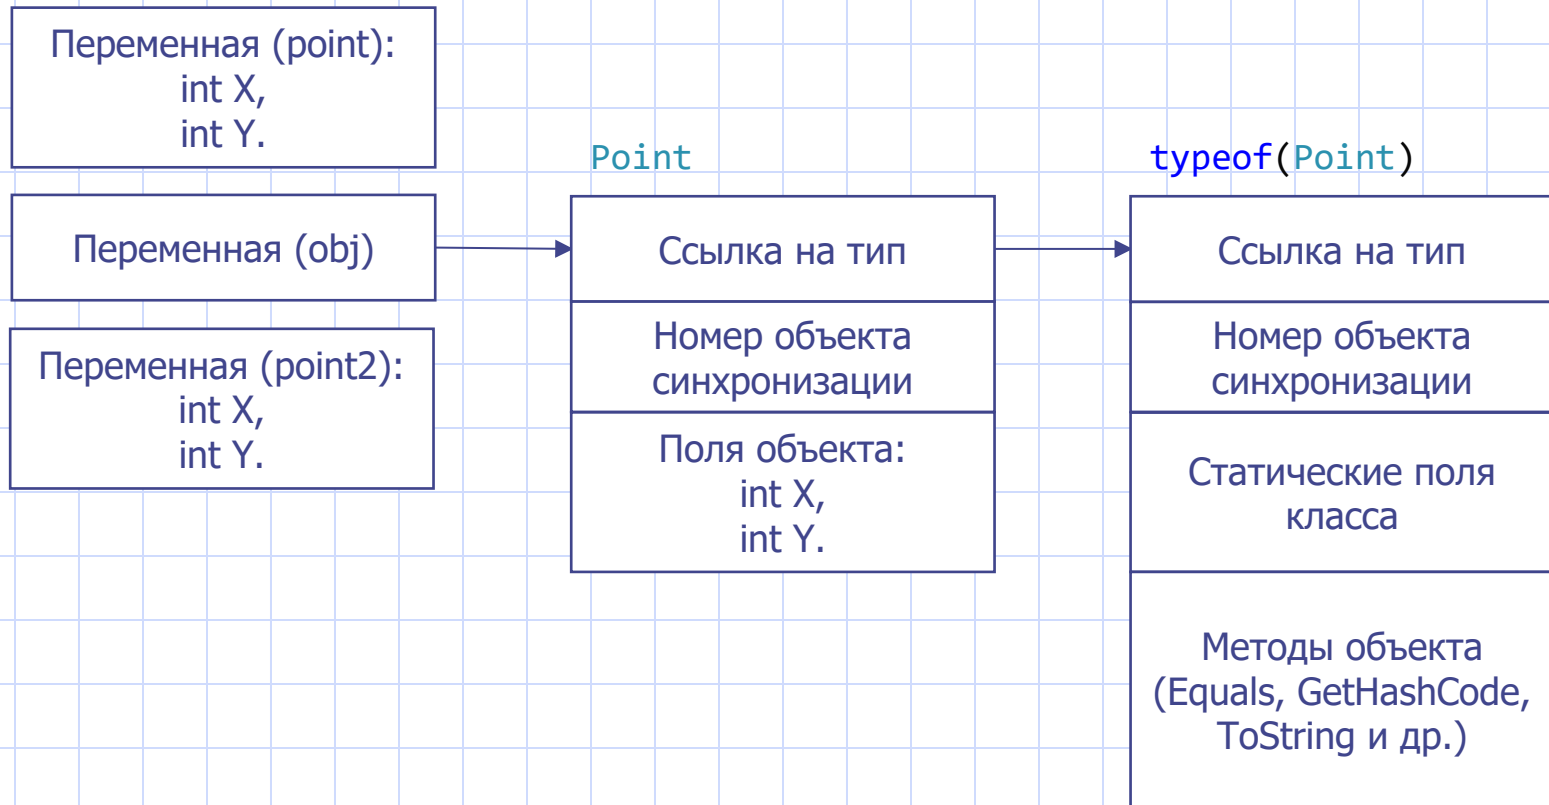 Переменная (point):
int X,
int Y.
Переменная (obj)
Переменная (point2):
int X,
int Y.
Point
Ссылка на тип
Номер объекта
синхронизации
Поля объекта:
int X,
int Y.
typeof(Point)
Ссылка на тип
Номер объекта
синхронизации
Статические поля
класса
Методы объекта
(Equals, GetHashCode,
ToString и др.)